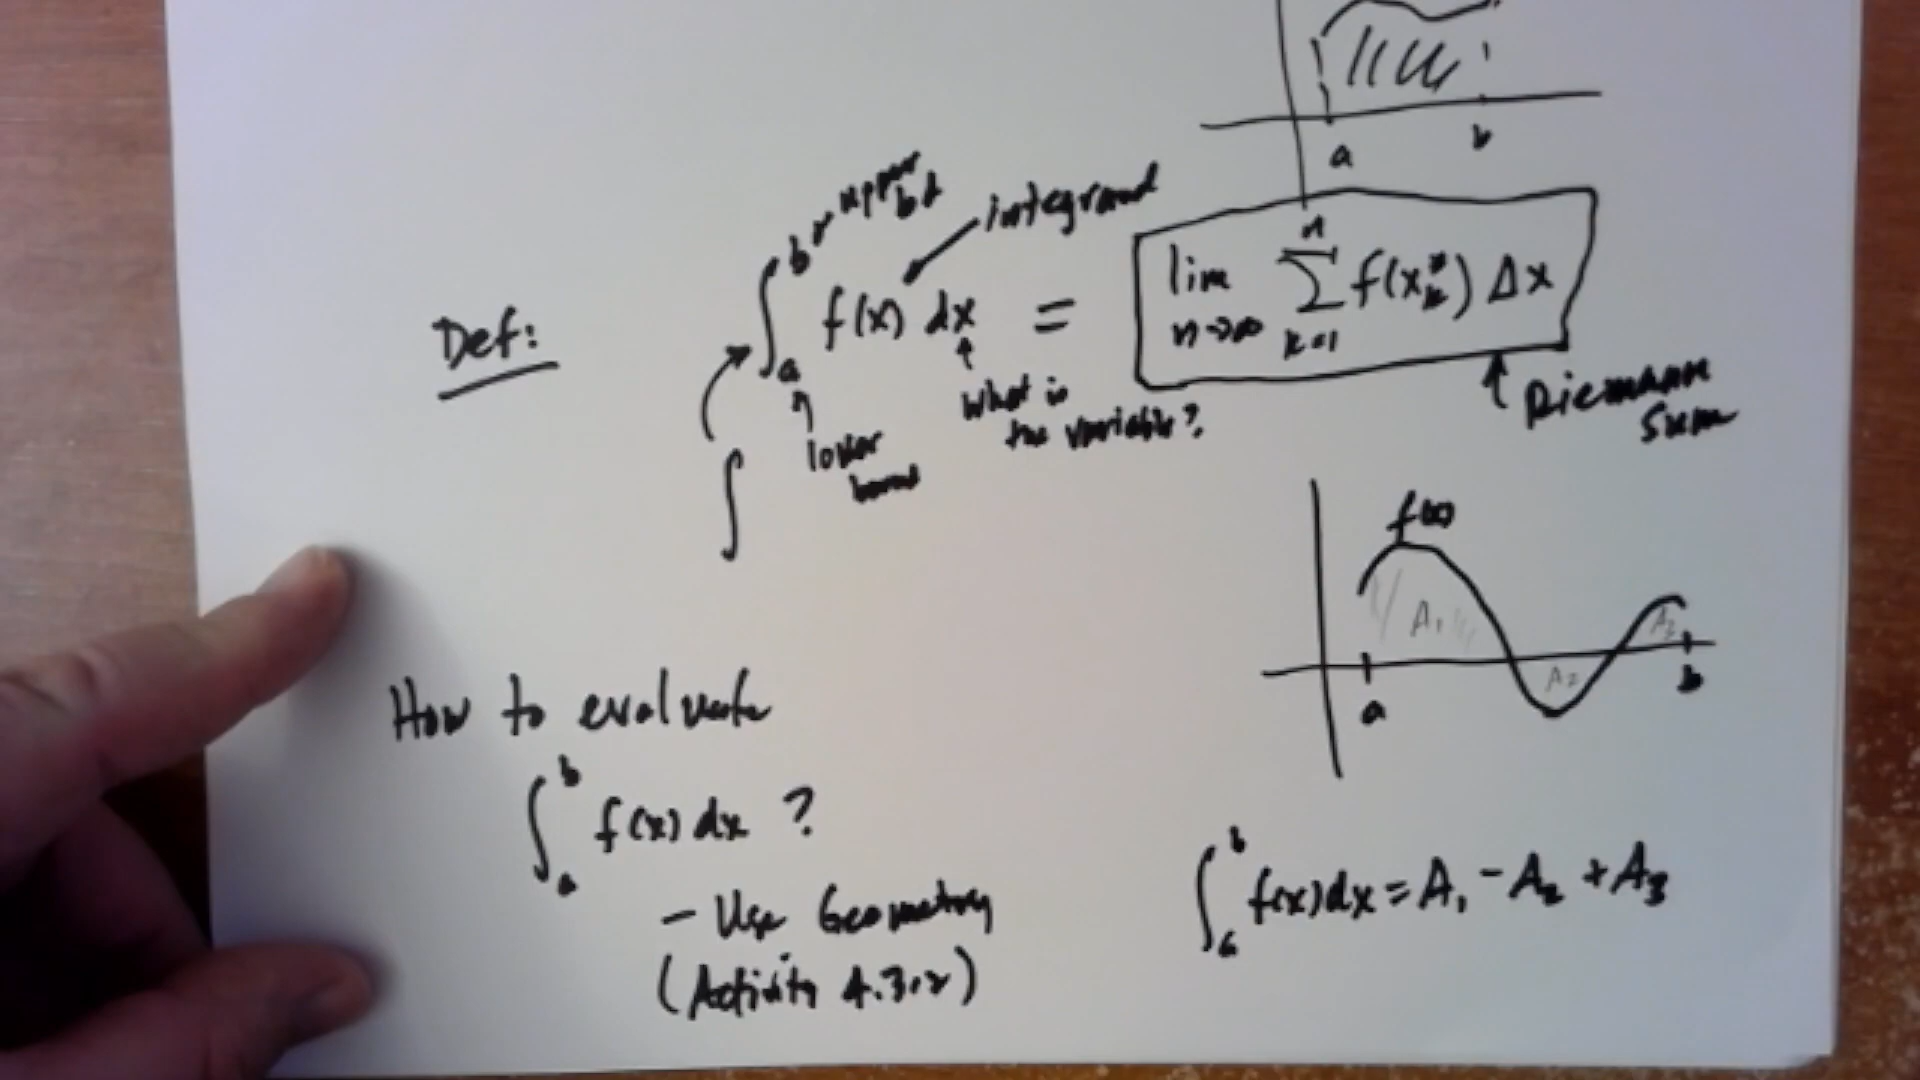 a b
upper bd
integrand
Def: ∫_a^b f(x) dx = lim_{n→∞} ∑_{k=1}^{n} f(x_k^*) Δx
what is
the variable?
lower
bound
∫
Riemann
Sum
f(x)
A₁ A₂ A₃
a b
How to evaluate
∫_a^b f(x) dx ?
- Use Geometry
(Activity 4.3.2)
∫_a^b f(x)dx = A₁ - A₂ + A₃